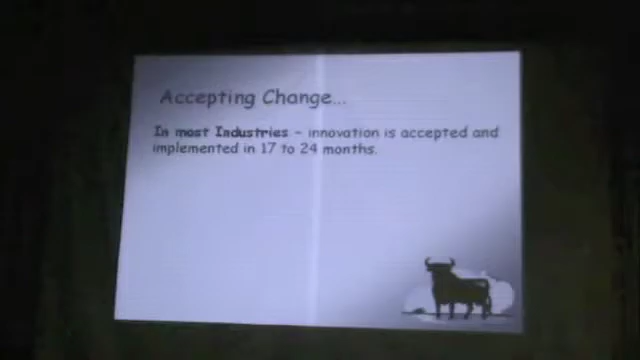 Accepting Change...
In most Industries – innovation is accepted and
implemented in 17 to 24 months.